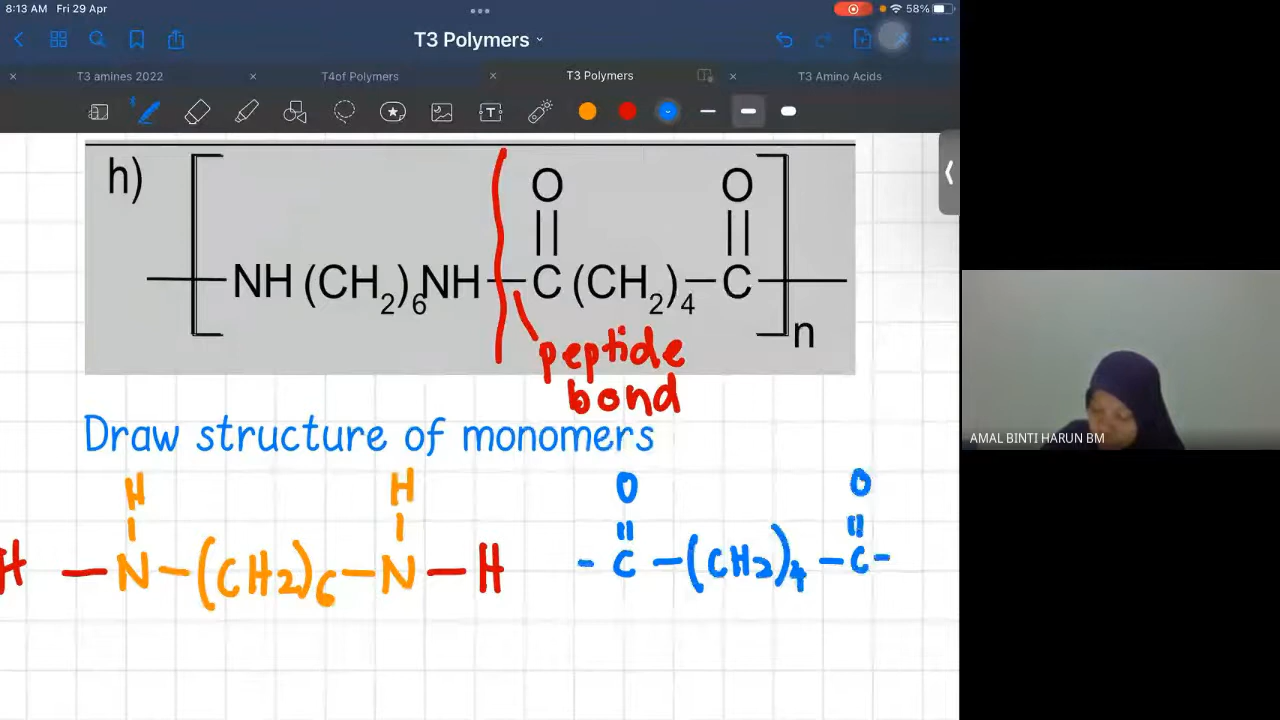 8:13 AM Fri 29 Apr
58%
T3 Polymers
T3 amines 2022
T4of Polymers
T3 Polymers
T3 Amino Acids
T
h)
O O
|| ||
NH(CH₂)₆NH-C(CH₂)₄-C
n
peptide
bond
Draw structure of monomers
H H O O
| | || ||
H-N-(CH₂)₆-N-H -C-(CH₂)₄-C-
AMAL BINTI HARUN BM